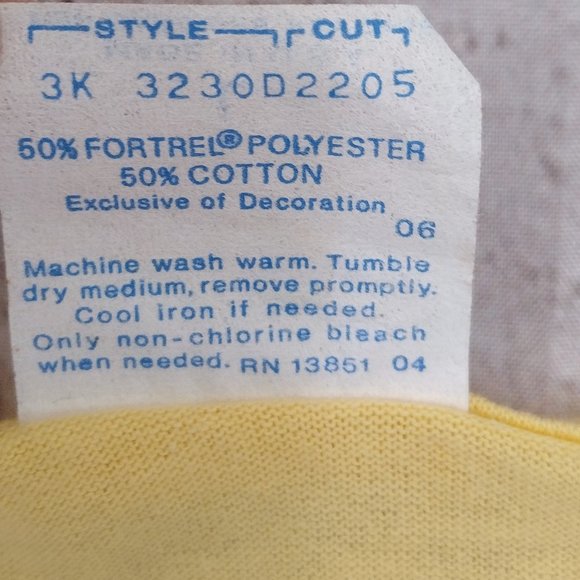 STYLE CUT
3K 3230D2205
50% FORTREL® POLYESTER
50% COTTON
Exclusive of Decoration
06
Machine wash warm. Tumble
dry medium, remove promptly.
Cool iron if needed.
Only non-chlorine bleach
when needed. RN 13851 04